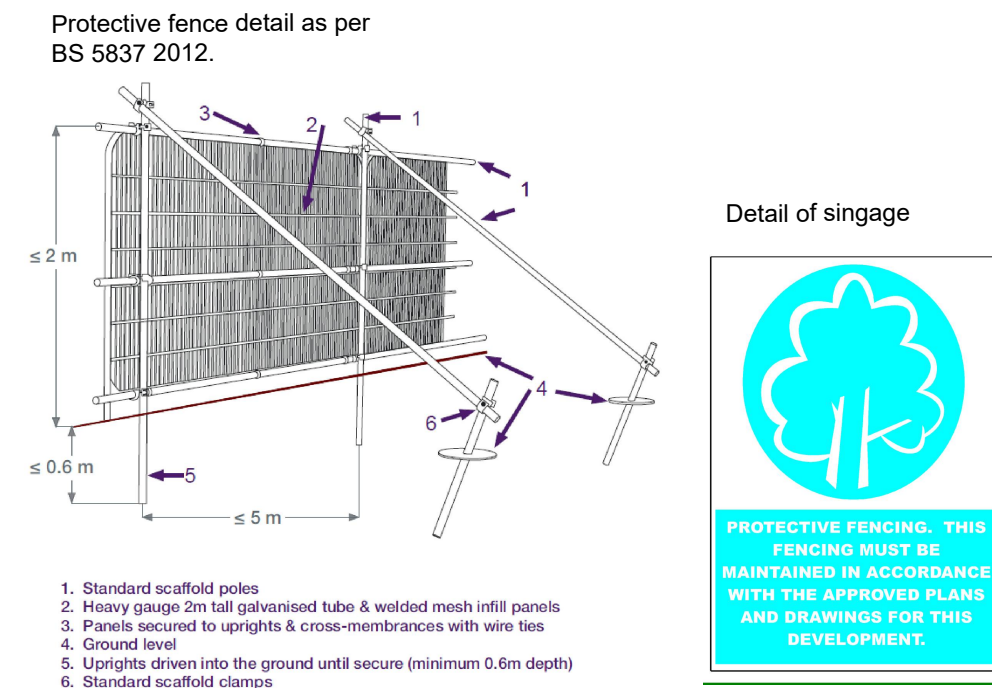 Protective fence detail as per
BS 5837 2012.
3
2
1
1
≤ 2 m
4
6
≤ 0.6 m
5
≤ 5 m
1. Standard scaffold poles
2. Heavy gauge 2m tall galvanised tube & welded mesh infill panels
3. Panels secured to uprights & cross-membrances with wire ties
4. Ground level
5. Uprights driven into the ground until secure (minimum 0.6m depth)
6. Standard scaffold clamps
Detail of singage
PROTECTIVE FENCING. THIS
FENCING MUST BE
MAINTAINED IN ACCORDANCE
WITH THE APPROVED PLANS
AND DRAWINGS FOR THIS
DEVELOPMENT.